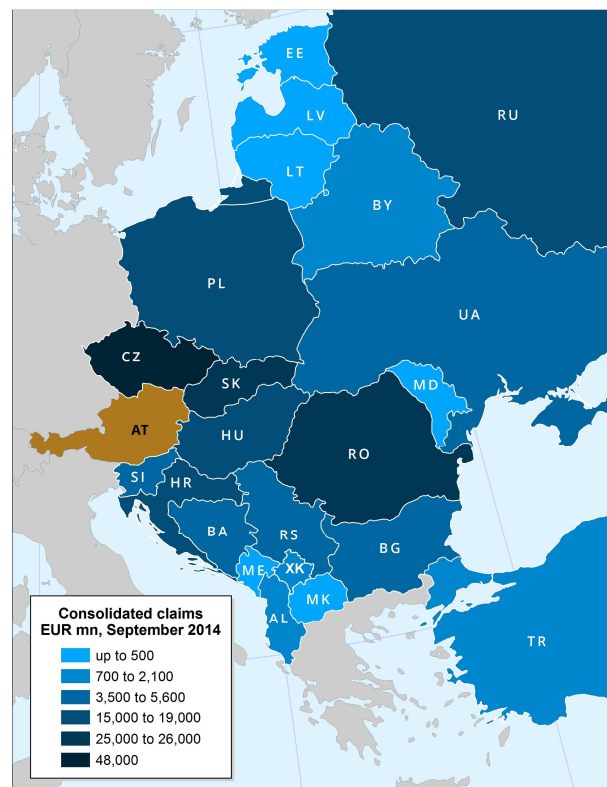 EE
LV
RU
LT
BY
PL
UA
CZ
SK
MD
AT
HU
RO
SI
HR
BA
RS
BG
ME
XK
MK
AL
TR
Consolidated claims
EUR mn, September 2014
up to 500
700 to 2,100
3,500 to 5,600
15,000 to 19,000
25,000 to 26,000
48,000